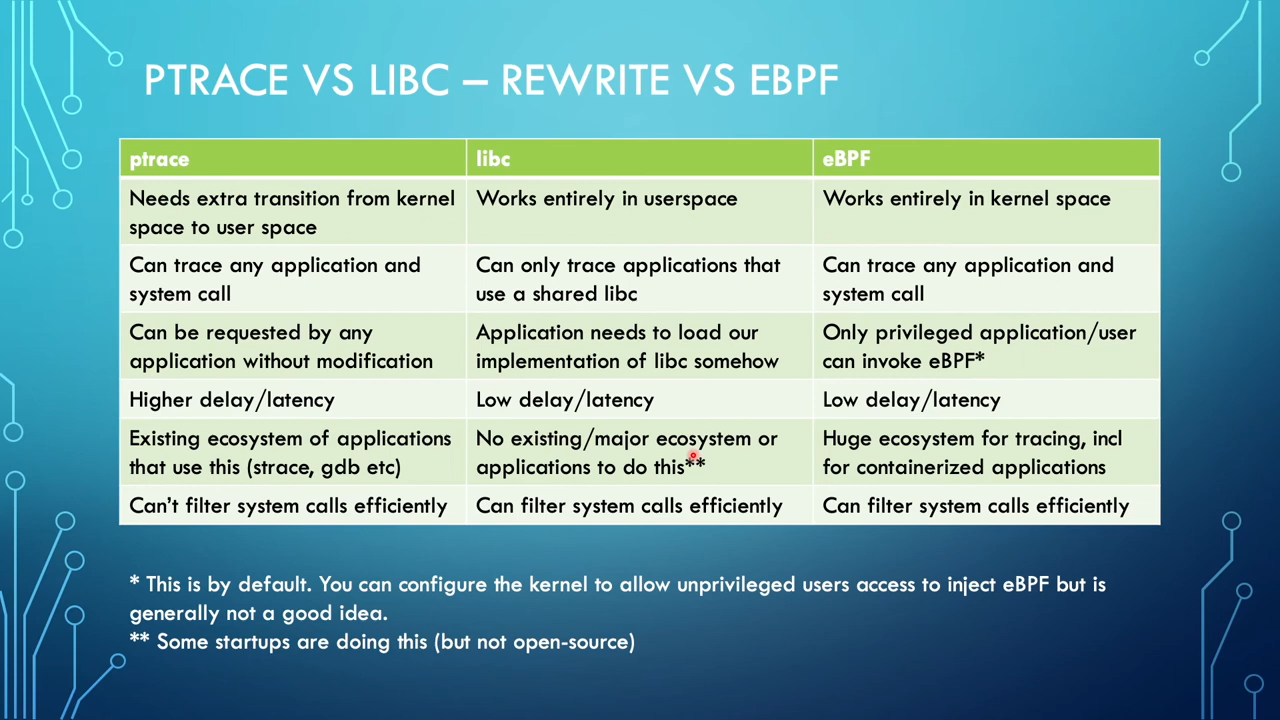 PTRACE VS LIBC – REWRITE VS EBPF
ptrace
libc
eBPF
Needs extra transition from kernel
space to user space
Works entirely in userspace
Works entirely in kernel space
Can trace any application and
system call
Can only trace applications that
use a shared libc
Can trace any application and
system call
Can be requested by any
application without modification
Application needs to load our
implementation of libc somehow
Only privileged application/user
can invoke eBPF*
Higher delay/latency
Low delay/latency
Low delay/latency
Existing ecosystem of applications
that use this (strace, gdb etc)
No existing/major ecosystem or
applications to do this**
Huge ecosystem for tracing, incl
for containerized applications
Can't filter system calls efficiently
Can filter system calls efficiently
Can filter system calls efficiently
* This is by default. You can configure the kernel to allow unprivileged users access to inject eBPF but is
generally not a good idea.
** Some startups are doing this (but not open-source)